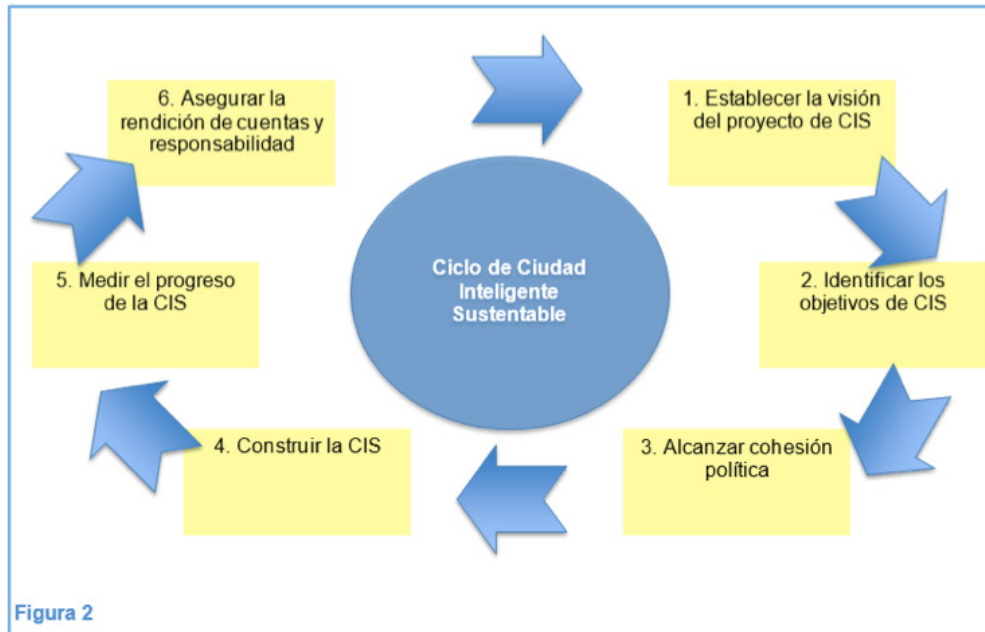 1. Establecer la visión
del proyecto de CIS
2. Identificar los
objetivos de CIS
3. Alcanzar cohesión
política
4. Construir la CIS
5. Medir el progreso
de la CIS
6. Asegurar la
rendición de cuentas y
responsabilidad
Ciclo de Ciudad
Inteligente
Sustentable
Figura 2